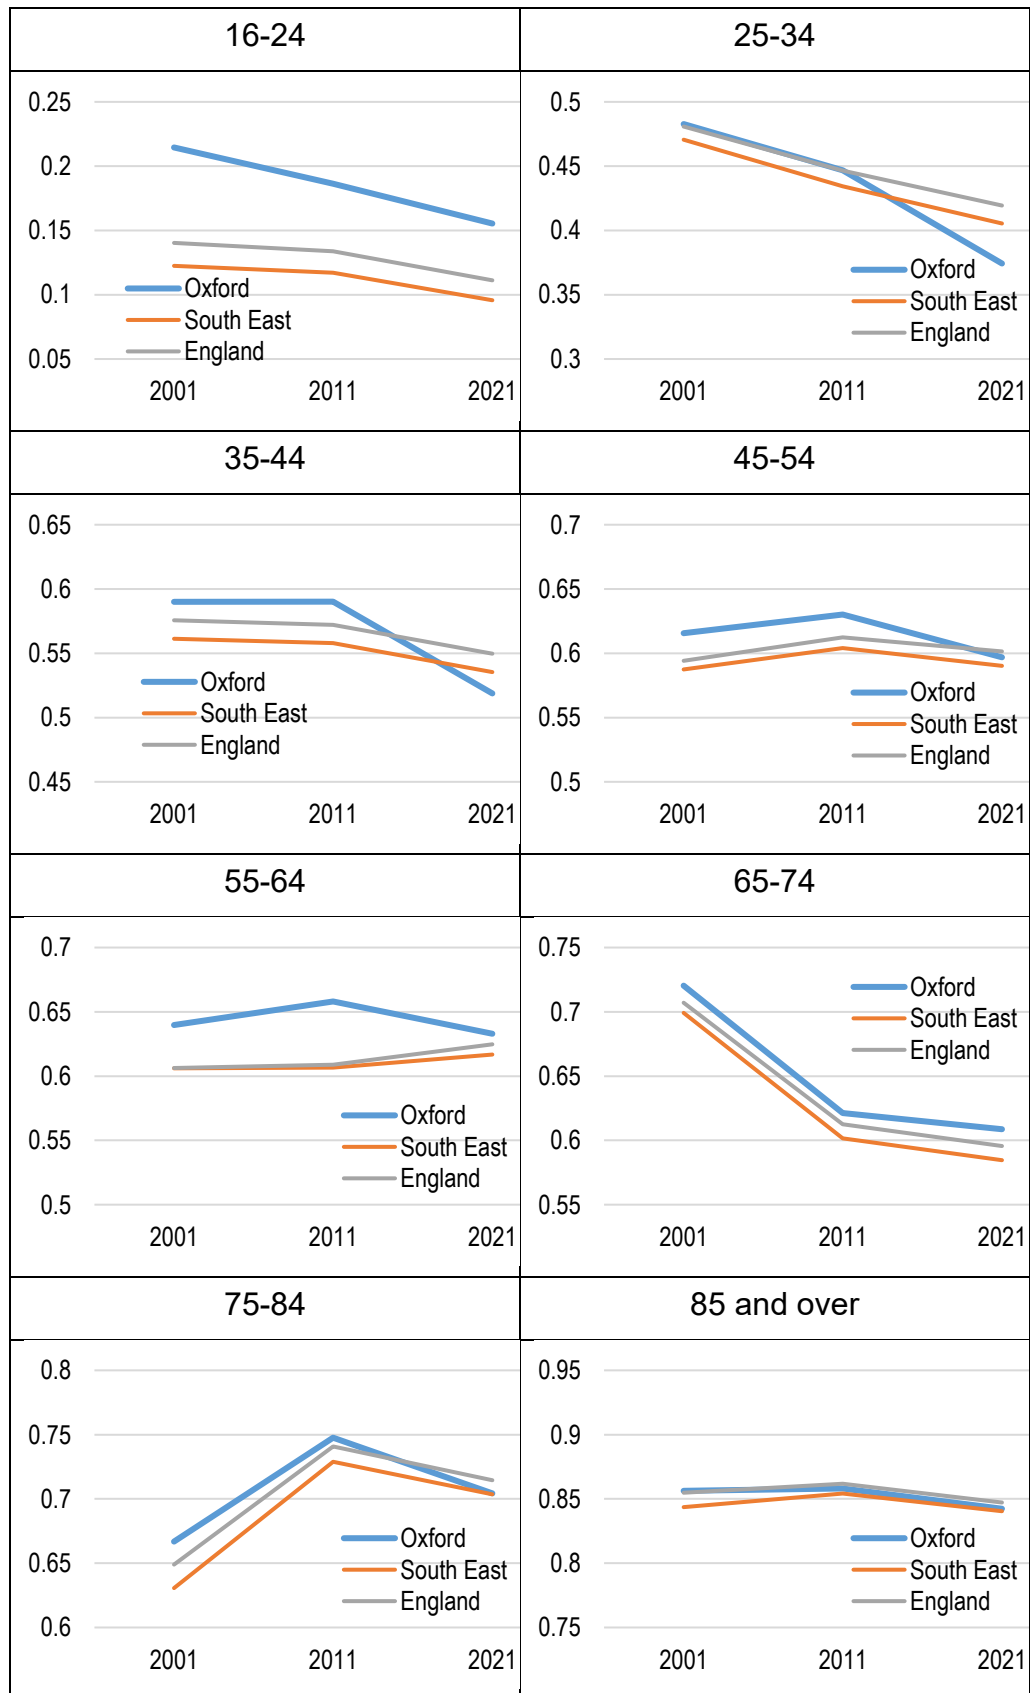 16-24
25-34
0.25
0.2
0.15
0.1
0.05
Oxford
South East
England
2001 2011 2021
0.5
0.45
0.4
0.35
0.3
Oxford
South East
England
2001 2011 2021
35-44
45-54
0.65
0.6
0.55
0.5
0.45
Oxford
South East
England
2001 2011 2021
0.7
0.65
0.6
0.55
0.5
Oxford
South East
England
2001 2011 2021
55-64
65-74
0.7
0.65
0.6
0.55
0.5
Oxford
South East
England
2001 2011 2021
0.75
0.7
0.65
0.6
0.55
Oxford
South East
England
2001 2011 2021
75-84
85 and over
0.8
0.75
0.7
0.65
0.6
Oxford
South East
England
2001 2011 2021
0.95
0.9
0.85
0.8
0.75
Oxford
South East
England
2001 2011 2021